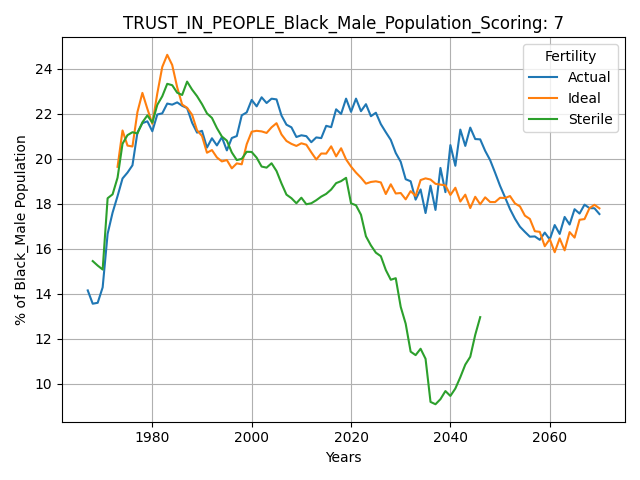 TRUST_IN_PEOPLE_Black_Male_Population_Scoring: 7
Fertility
Actual
Ideal
Sterile
% of Black_Male Population
24
22
20
18
16
14
12
10
1980 2000 2020 2040 2060
Years